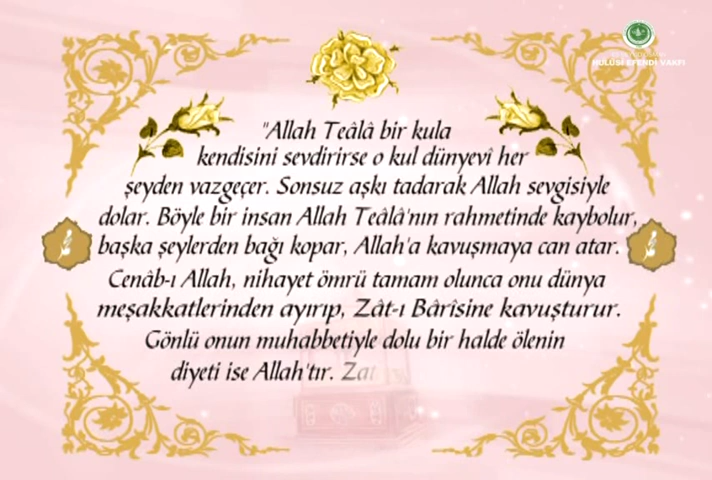 HULÛSİ EFENDİ VAKFI
"Allah Teâlâ bir kula
kendisini sevdirirse o kul dünyevî her
şeyden vazgeçer. Sonsuz aşkı tadarak Allah sevgisiyle
dolar. Böyle bir insan Allah Teâlâ'nın rahmetinde kaybolur,
başka şeylerden bağı kopar, Allah'a kavuşmaya can atar.
Cenâb-ı Allah, nihayet ömrü tamam olunca onu dünya
meşakkatlerinden ayırıp, Zât-ı Bârîsine kavuşturur.
Gönlü onun muhabbetiyle dolu bir halde ölenin
diyeti ise Allah'tır. Zat